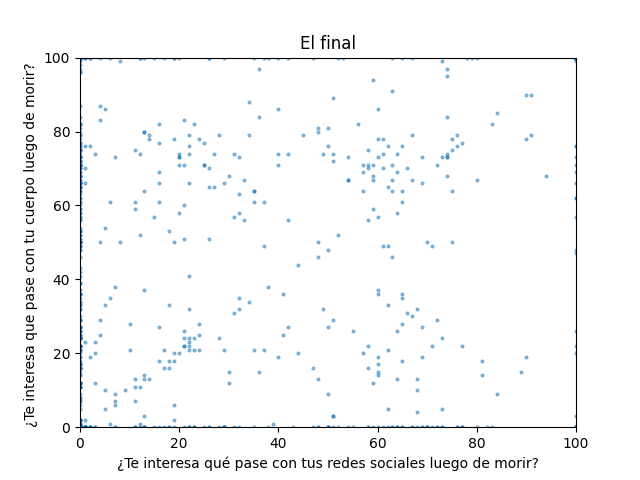 El final
100
80
60
40
20
0
¿Te interesa que pase con tu cuerpo luego de morir?
0 20 40 60 80 100
¿Te interesa qué pase con tus redes sociales luego de morir?